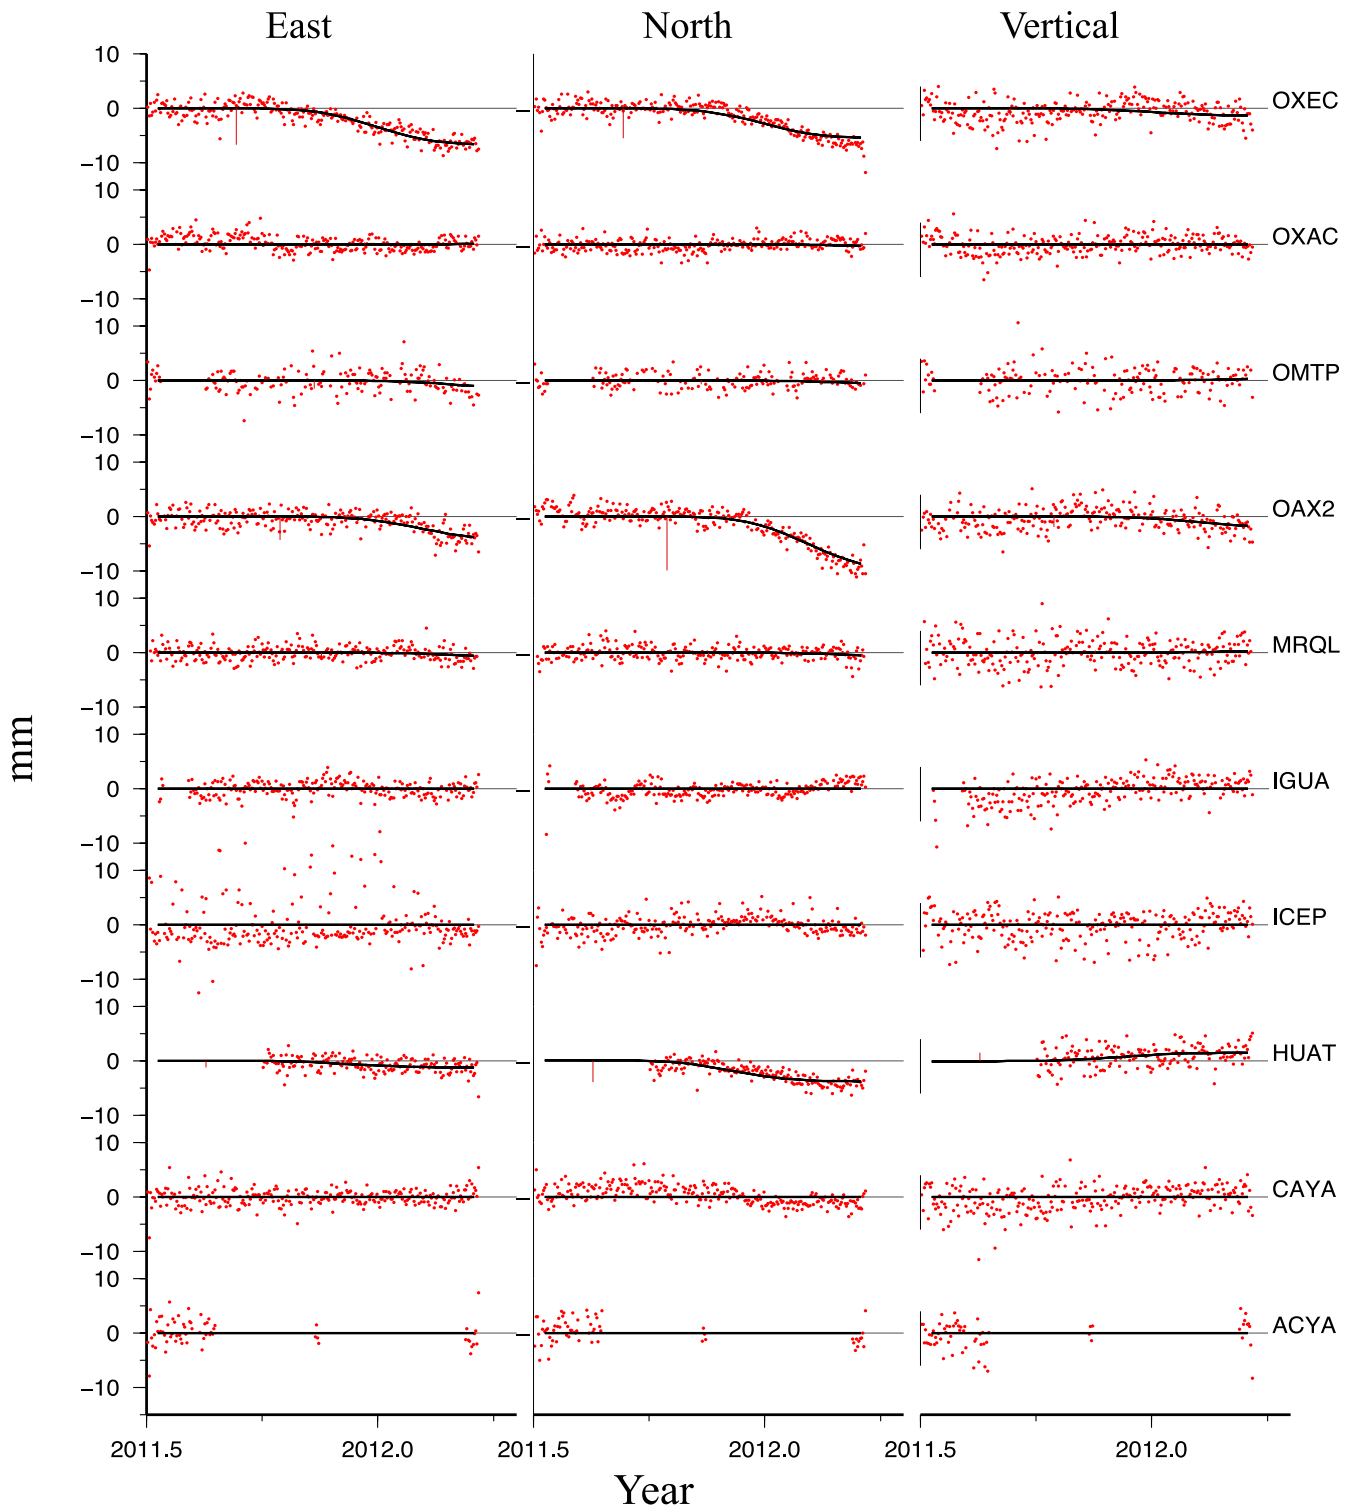 East North Vertical
10
0 OXEC
−10
10
0 OXAC
−10
10
0 OMTP
−10
10
0 OAX2
−10
10
0 MRQL
−10
10
0 IGUA
−10
10
0 ICEP
−10
10
0 HUAT
−10
10
0 CAYA
−10
10
0 ACYA
−10
mm
2011.5 2012.0 2011.5 2012.0 2011.5 2012.0
Year